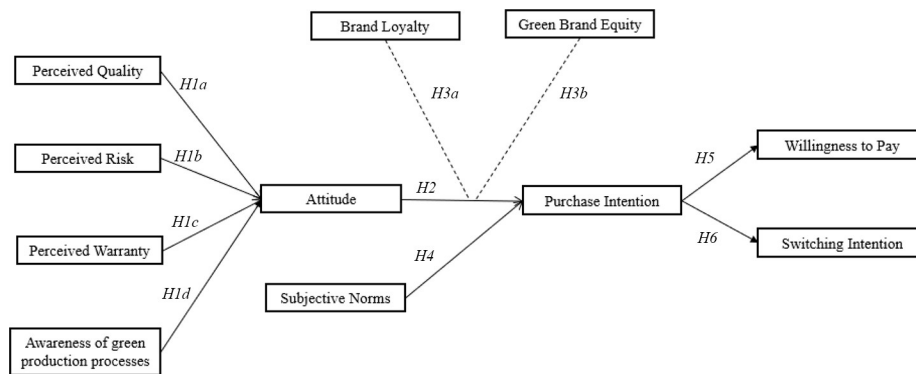 Brand Loyalty
Green Brand Equity
Perceived Quality
H1a
H3a
H3b
Perceived Risk
H1b
H5
Willingness to Pay
Attitude
H2
Purchase Intention
H1c
Perceived Warranty
H6
Switching Intention
H4
H1d
Subjective Norms
Awareness of green
production processes